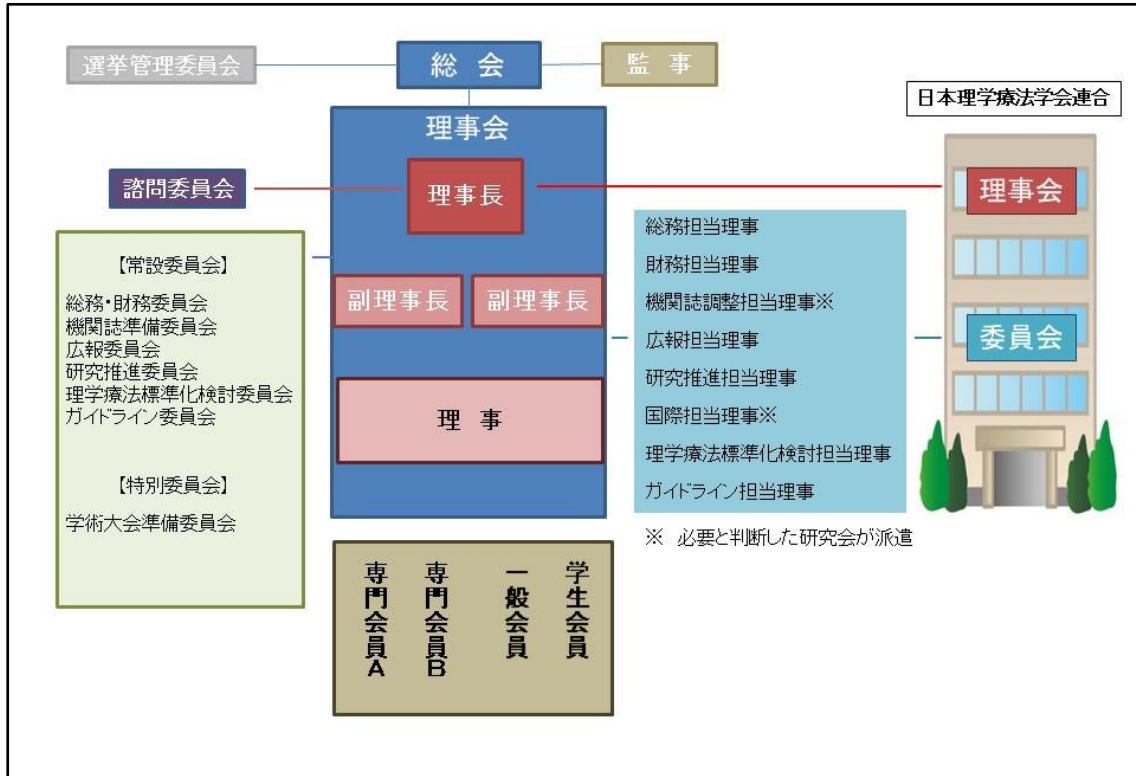 選挙管理委員会
総 会
監 事
日本理学療法学会連合
理事会
諮問委員会
理事長
理事会
【常設委員会】
総務・財務委員会
機関誌準備委員会
広報委員会
研究推進委員会
理学療法標準化検討委員会
ガイドライン委員会
【特別委員会】
学術大会準備委員会
副理事長
副理事長
理 事
総務担当理事
財務担当理事
機関誌調整担当理事※
広報担当理事
研究推進担当理事
国際担当理事※
理学療法標準化検討担当理事
ガイドライン担当理事
※ 必要と判断した研究会が派遣
委員会
専門会員A
専門会員B
一般会員
学生会員